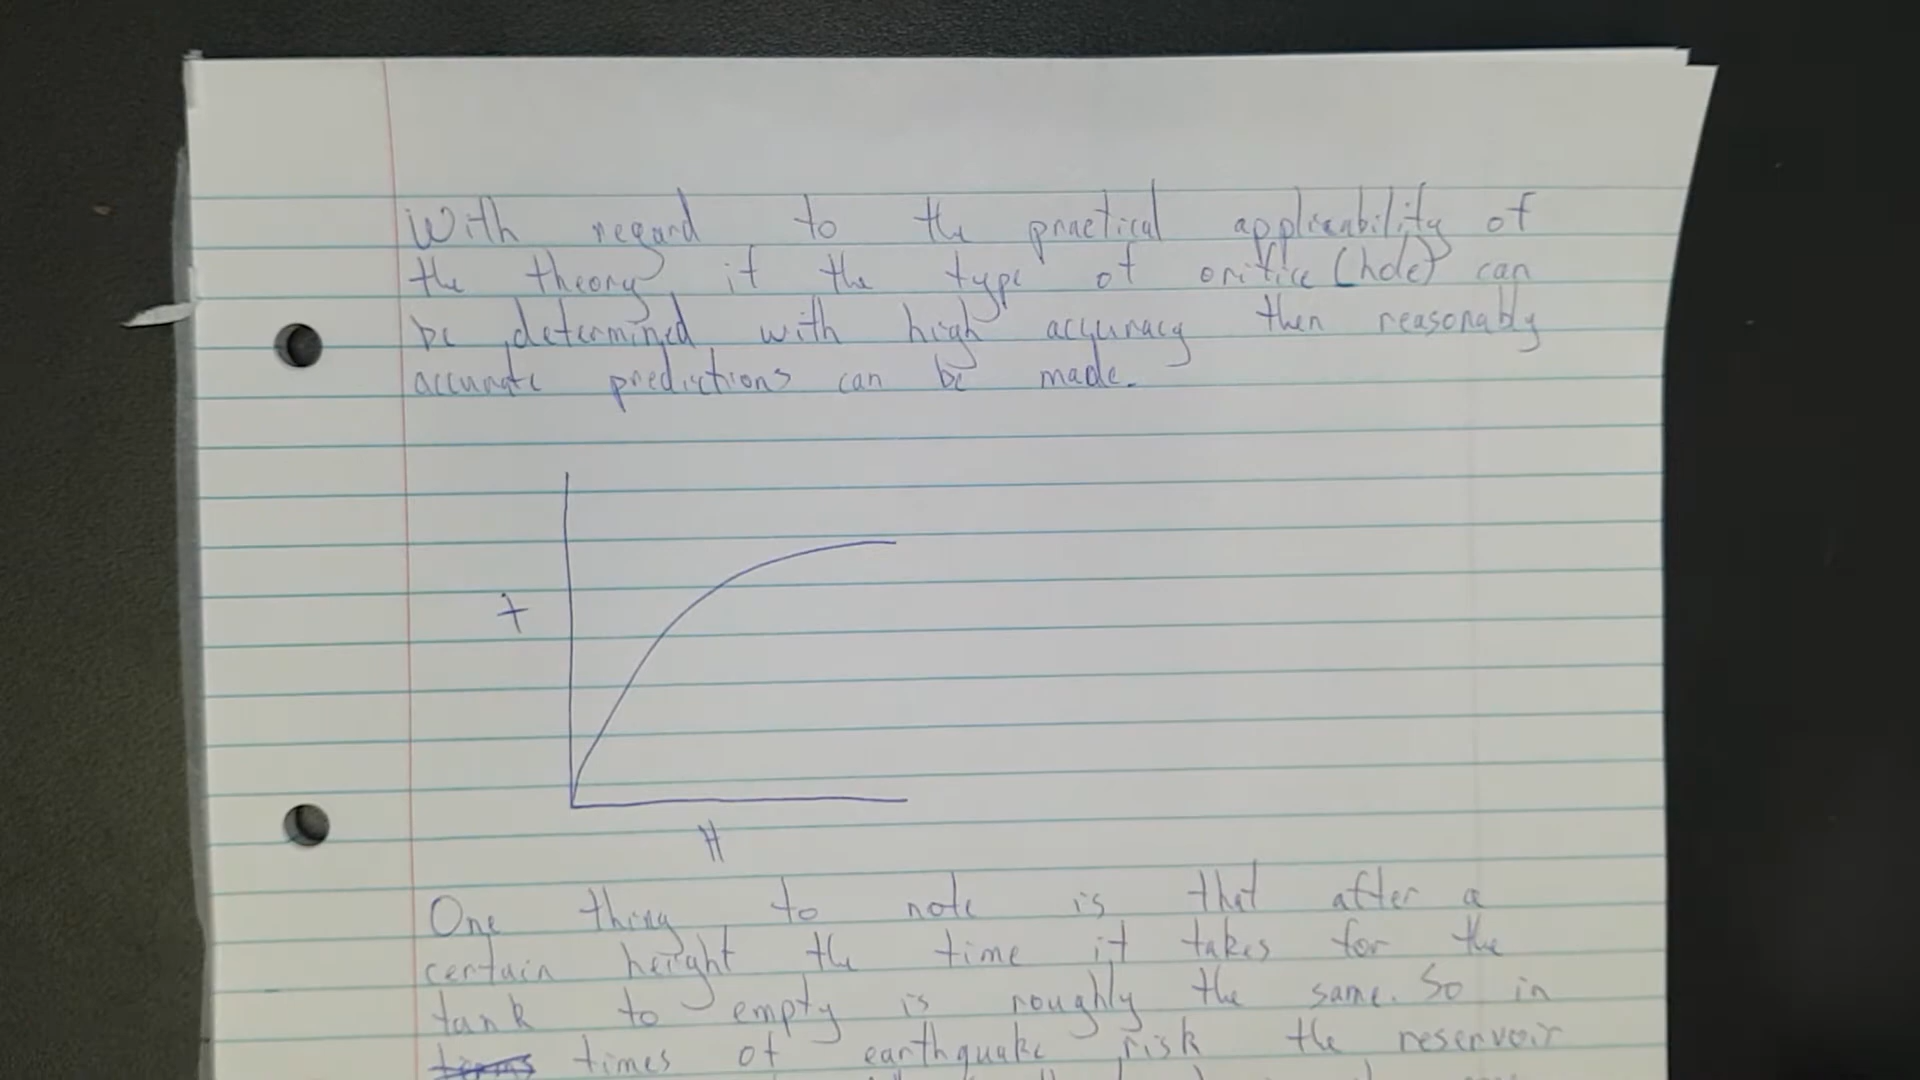 With regard to the practical applicability of
the theory, if the type of orifice (hole) can
be determined with high accuracy then reasonably
accurate predictions can be made.
t
H
One thing to note is that after a
certain height the time it takes for the
tank to empty is roughly the same. So in
times of earthquake risk the reservoir